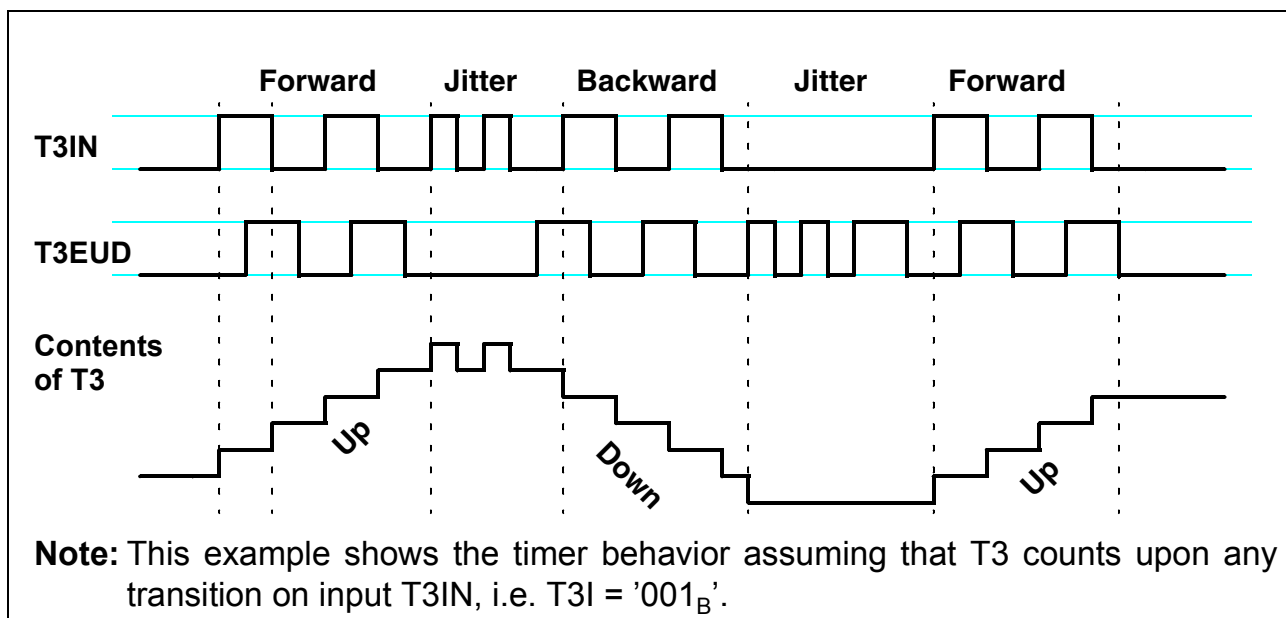 Forward Jitter Backward Jitter Forward
T3IN
T3EUD
Contents
of T3
Up
Down
Up
Note: This example shows the timer behavior assuming that T3 counts upon any
transition on input T3IN, i.e. T3I = ’001B’.